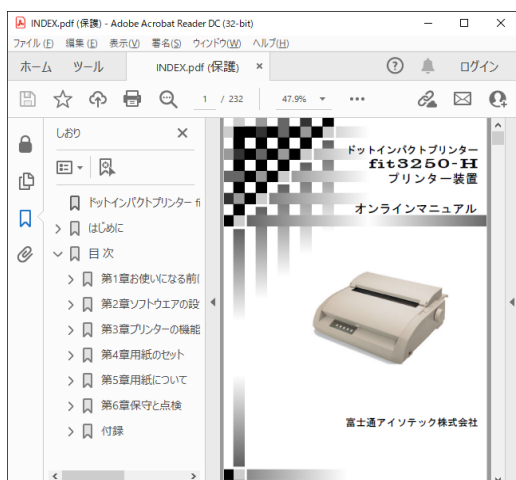 INDEX.pdf (保護) - Adobe Acrobat Reader DC (32-bit)
ファイル(F) 編集(E) 表示(V) 署名(S) ウィンドウ(W) ヘルプ(H)
ホーム ツール INDEX.pdf (保護) × ログイン
1 / 232 47.9%
しおり
ドットインパクトプリンター fi
はじめに
目次
第1章お使いになる前に
第2章ソフトウエアの設
第3章プリンターの機能
第4章用紙のセット
第5章用紙について
第6章保守と点検
付録
ドットインパクトプリンター
fit3250-H
プリンター装置
オンラインマニュアル
富士通アイソテック株式会社